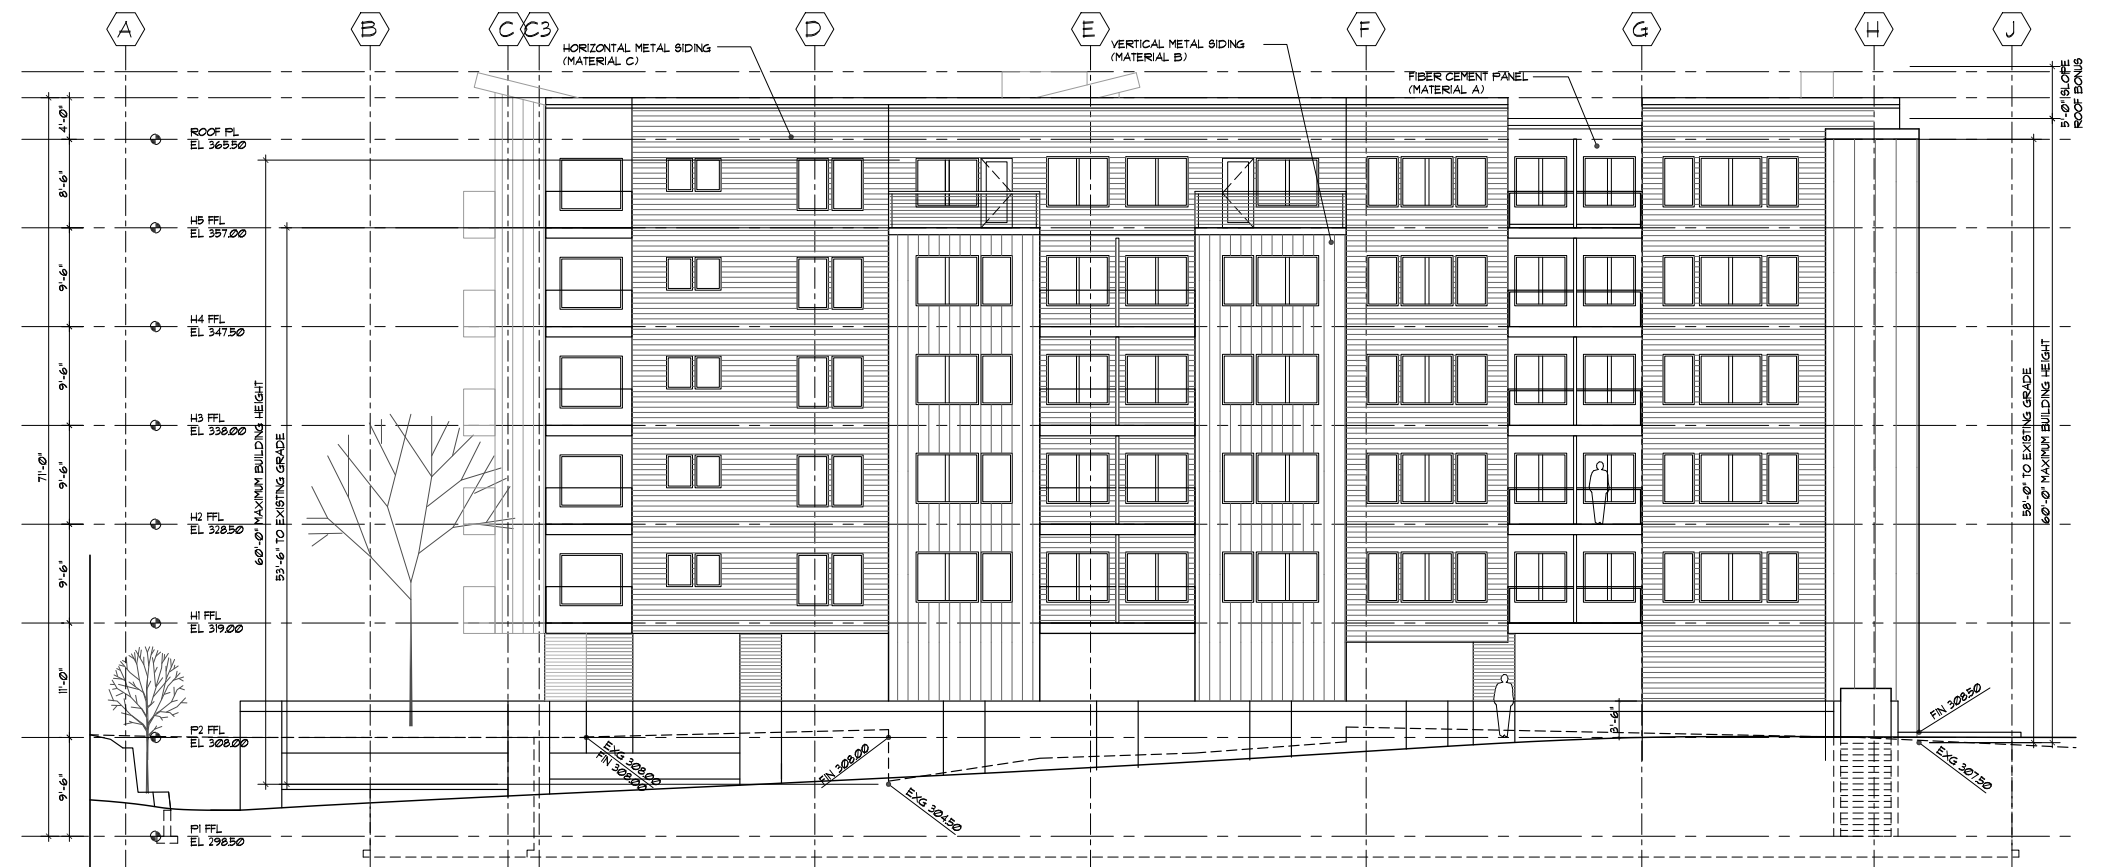 A
B
C
C3
D
E
F
G
H
J
HORIZONTAL METAL SIDING
(MATERIAL C)
VERTICAL METAL SIDING
(MATERIAL B)
FIBER CEMENT PANEL
(MATERIAL A)
5'-0" SLOPE
ROOF BONUS
4'-0"
ROOF PL
EL 365.50
8'-6"
H5 FFL
EL 357.00
9'-6"
H4 FFL
EL 347.50
9'-6"
H3 FFL
EL 338.00
71'-0"
9'-6"
H2 FFL
EL 328.50
9'-6"
H1 FFL
EL 319.00
11'-0"
P2 FFL
EL 308.00
9'-6"
P1 FFL
EL 298.50
60'-0" MAXIMUM BUILDING HEIGHT
53'-6" TO EXISTING GRADE
58'-0" TO EXISTING GRADE
60'-0" MAXIMUM BUILDING HEIGHT
EXG 308.00
FIN 308.00
FIN 308.00
EXG 304.50
3'-6"
FIN 308.50
EXG 307.50